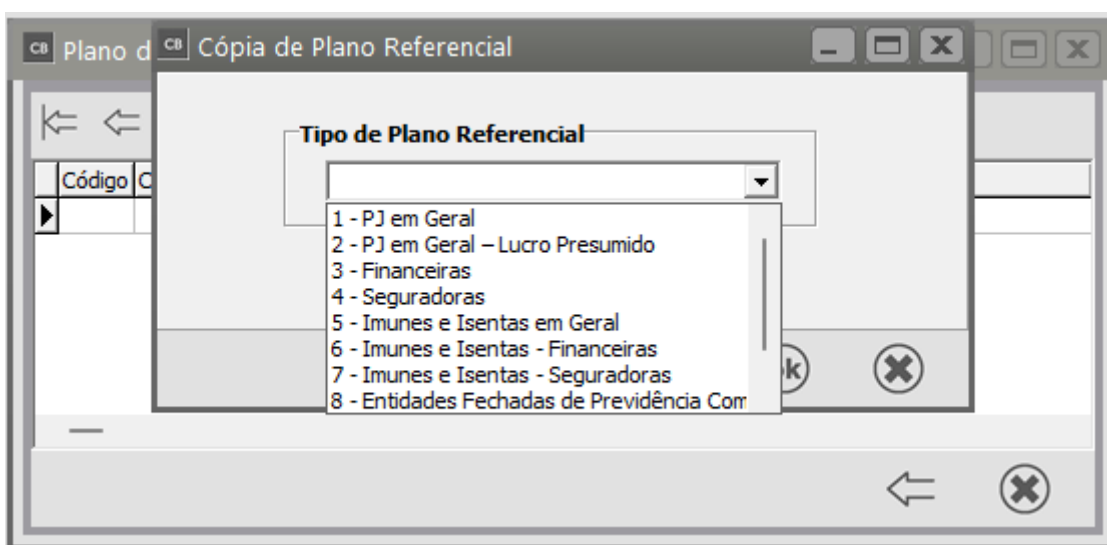 CB Plano d
CB Cópia de Plano Referencial
Tipo de Plano Referencial
Código C
1 - PJ em Geral
2 - PJ em Geral – Lucro Presumido
3 - Financeiras
4 - Seguradoras
5 - Imunes e Isentas em Geral
6 - Imunes e Isentas - Financeiras
7 - Imunes e Isentas - Seguradoras
8 - Entidades Fechadas de Previdência Com
k